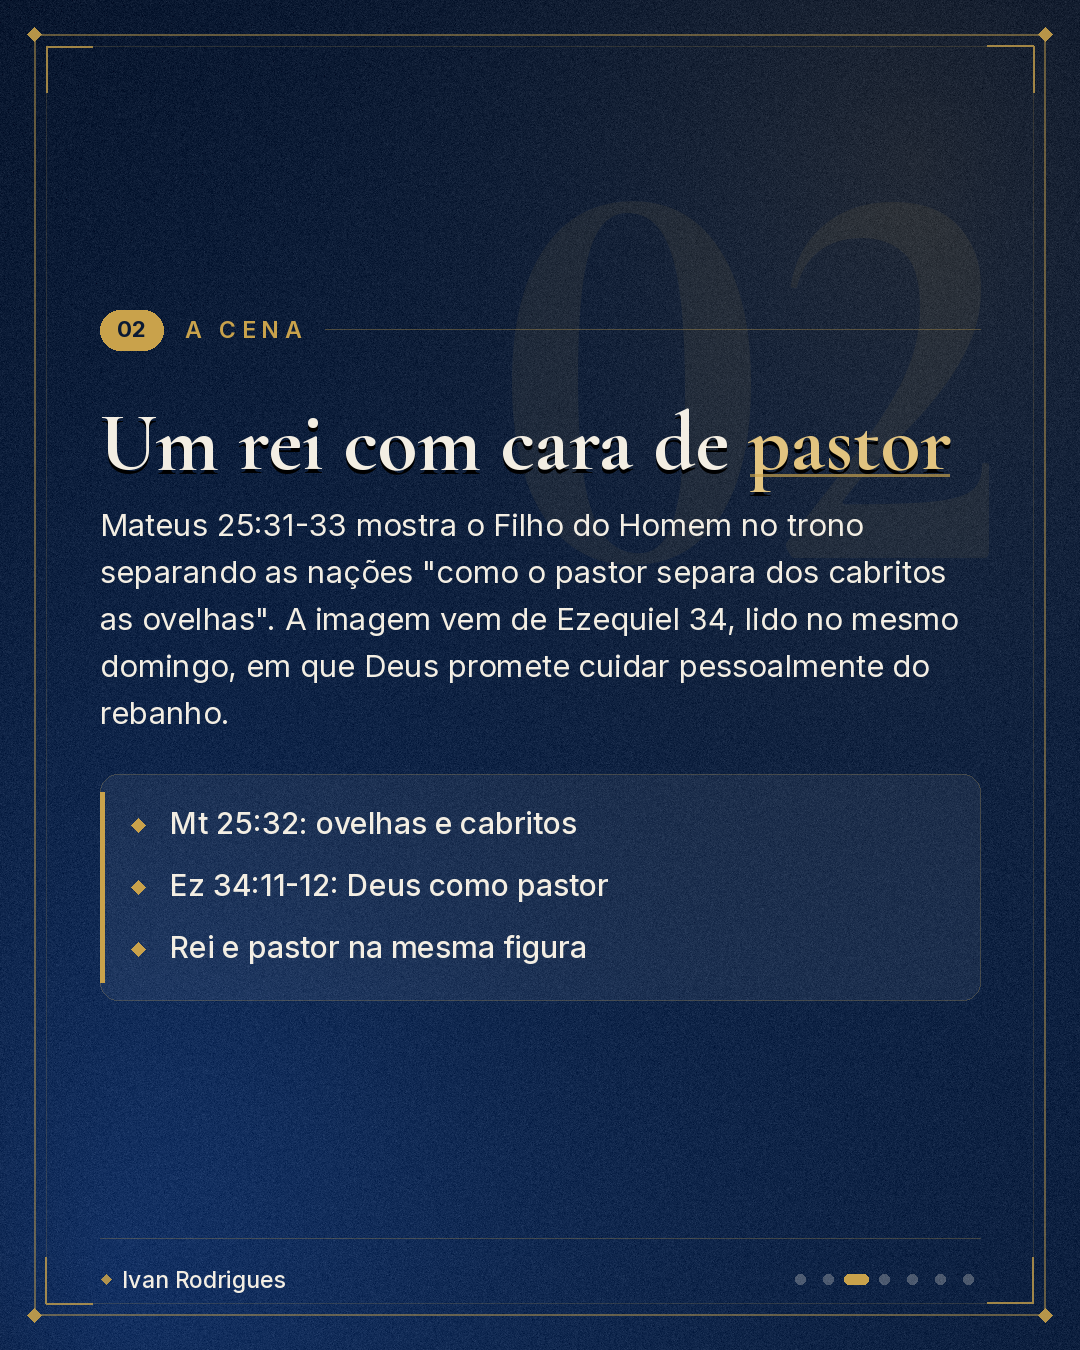 02
02 A CENA
Um rei com cara de pastor
Mateus 25:31-33 mostra o Filho do Homem no trono
separando as nações "como o pastor separa dos cabritos
as ovelhas". A imagem vem de Ezequiel 34, lido no mesmo
domingo, em que Deus promete cuidar pessoalmente do
rebanho.
Mt 25:32: ovelhas e cabritos
Ez 34:11-12: Deus como pastor
Rei e pastor na mesma figura
Ivan Rodrigues